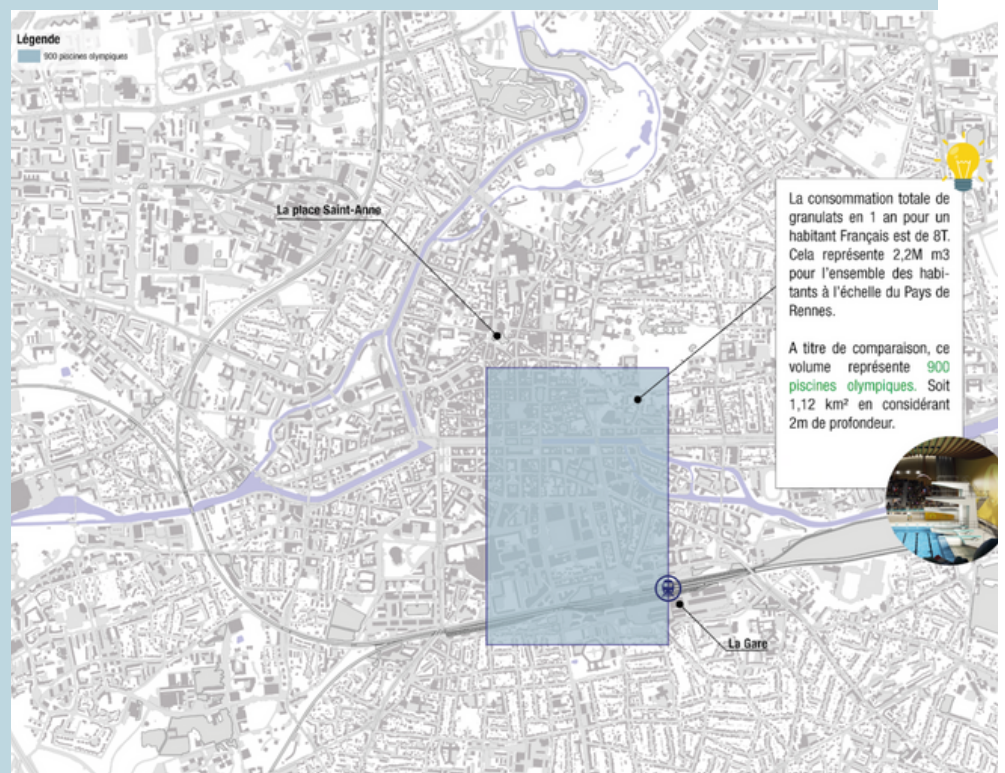 Légende
900 piscines olympiques
La place Saint-Anne
La consommation totale de
granulats en 1 an pour un
habitant Français est de 8T.
Cela représente 2,2M m3
pour l'ensemble des habi-
tants à l'échelle du Pays de
Rennes.
A titre de comparaison, ce
volume représente 900
piscines olympiques. Soit
1,12 km² en considérant
2m de profondeur.
La Gare